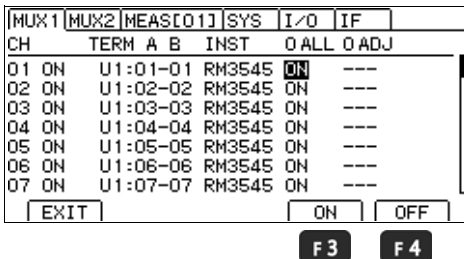 MUX1 MUX2 MEAS[01] SYS I/O IF
CH TERM A B INST 0 ALL 0 ADJ
01 ON U1:01-01 RM3545 ON ---
02 ON U1:02-02 RM3545 ON ---
03 ON U1:03-03 RM3545 ON ---
04 ON U1:04-04 RM3545 ON ---
05 ON U1:05-05 RM3545 ON ---
06 ON U1:06-06 RM3545 ON ---
07 ON U1:07-07 RM3545 ON ---
EXIT ON OFF
F3 F4